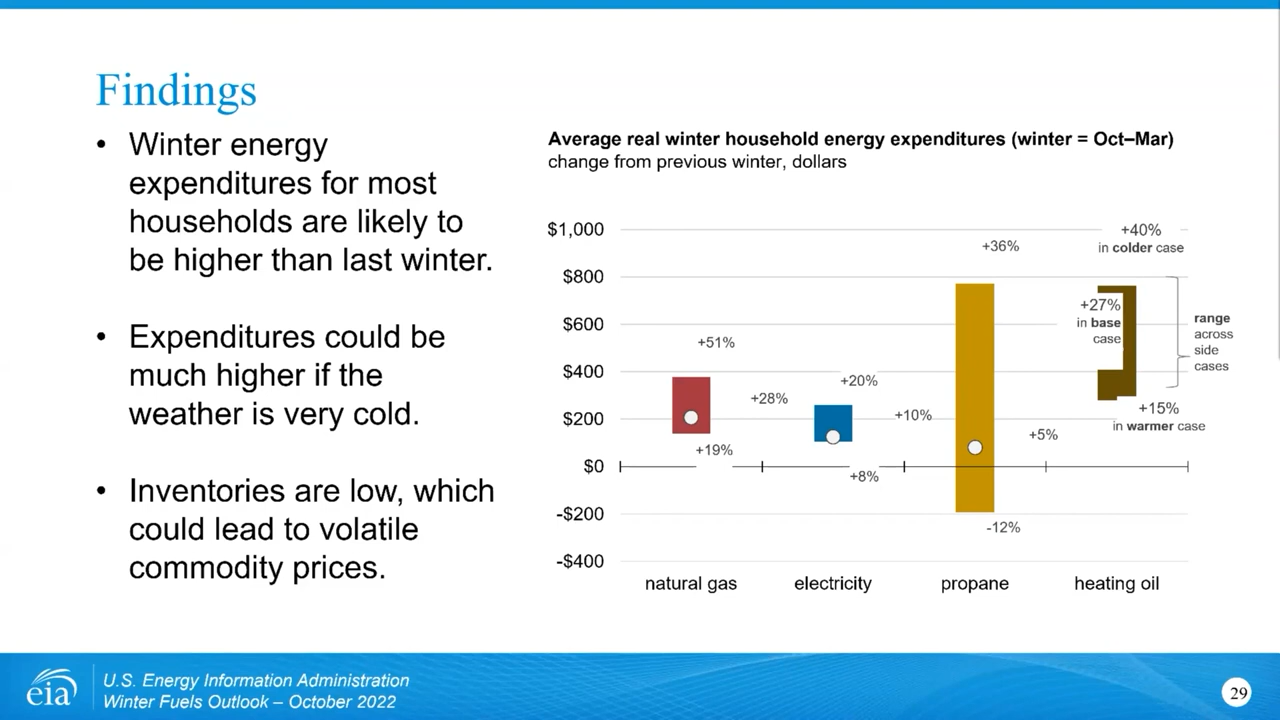 Findings
• Winter energy
expenditures for most
households are likely to
be higher than last winter.
• Expenditures could be
much higher if the
weather is very cold.
• Inventories are low, which
could lead to volatile
commodity prices.
Average real winter household energy expenditures (winter = Oct–Mar)
change from previous winter, dollars
$1,000
$800
$600
$400
$200
$0
-$200
-$400
+51%
+28%
+19%
+20%
+10%
+8%
+36%
+5%
-12%
+40%
in colder case
+27%
in base
case
+15%
in warmer case
range
across
side
cases
natural gas
electricity
propane
heating oil
eia
U.S. Energy Information Administration
Winter Fuels Outlook – October 2022
29